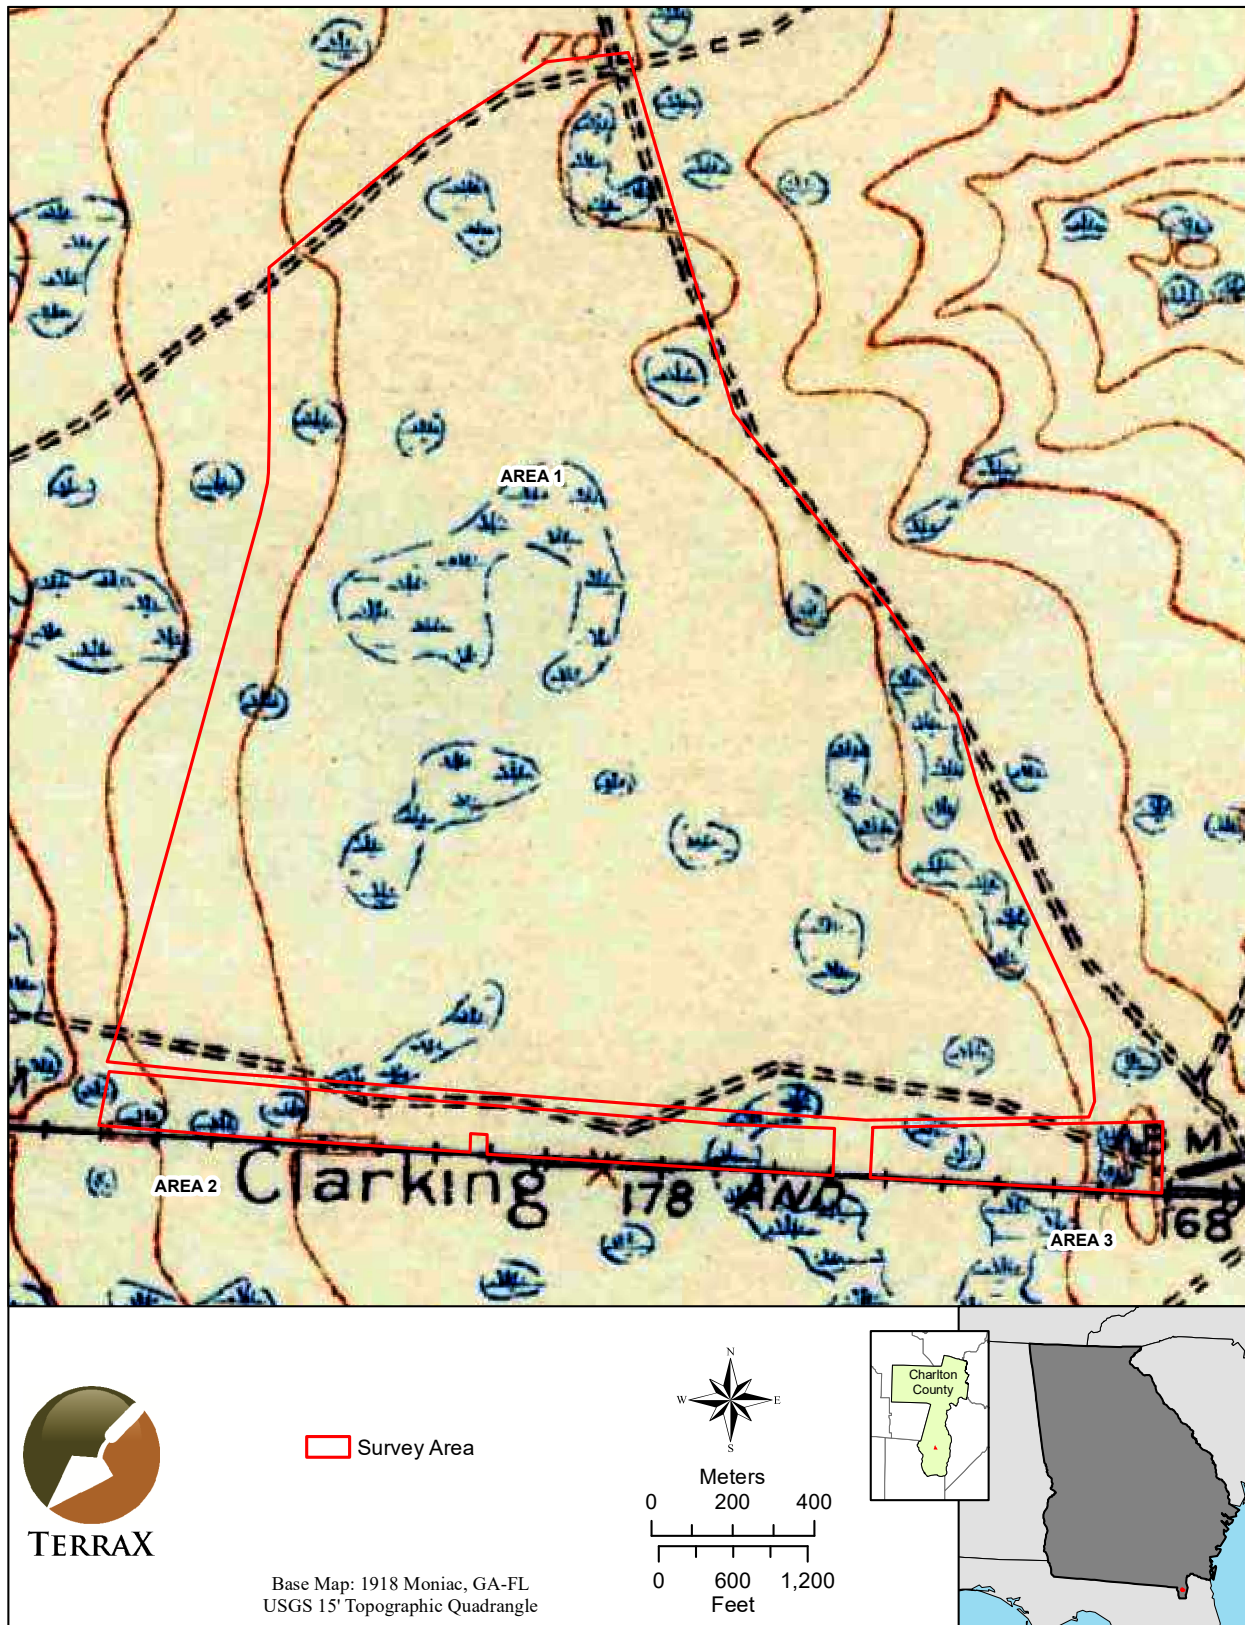 170
AREA 1
M
AREA 2
Clarking
178
AND
M
AREA 3
168
Charlton
County
N
W
E
S
Meters
0 200 400
0 600 1,200
Feet
Survey Area
TERRAX
Base Map: 1918 Moniac, GA-FL
USGS 15' Topographic Quadrangle